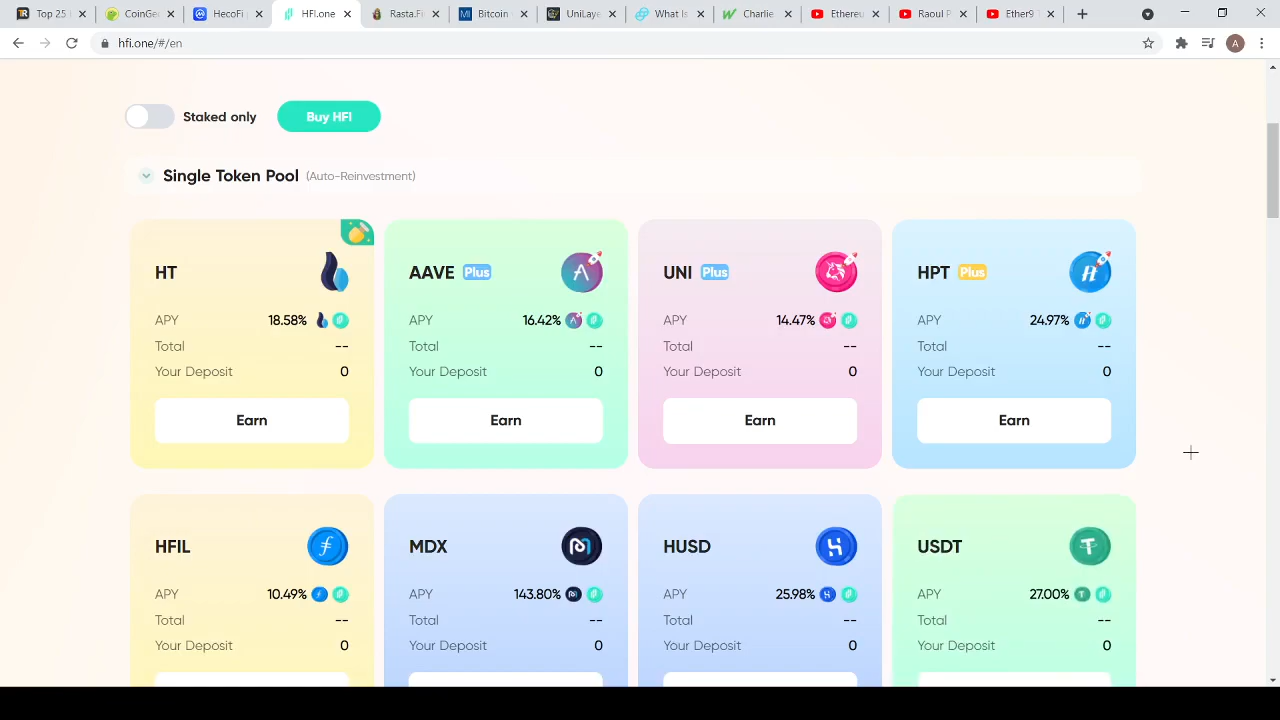 Top 25
CoinGe
HecoFi
HFI.one
Rasta.Fi
Bitcoin
UniLaye
What Is
Charlie
Ethereu
Raoul P
Ether9
hfi.one/#/en
A
Staked only
Buy HFI
Single Token Pool (Auto-Reinvestment)
HT
APY 18.58%
Total --
Your Deposit 0
Earn
AAVE Plus
APY 16.42%
Total --
Your Deposit 0
Earn
UNI Plus
APY 14.47%
Total --
Your Deposit 0
Earn
HPT Plus
APY 24.97%
Total --
Your Deposit 0
Earn
HFIL
APY 10.49%
Total --
Your Deposit 0
MDX
APY 143.80%
Total --
Your Deposit 0
HUSD
APY 25.98%
Total --
Your Deposit 0
USDT
APY 27.00%
Total --
Your Deposit 0